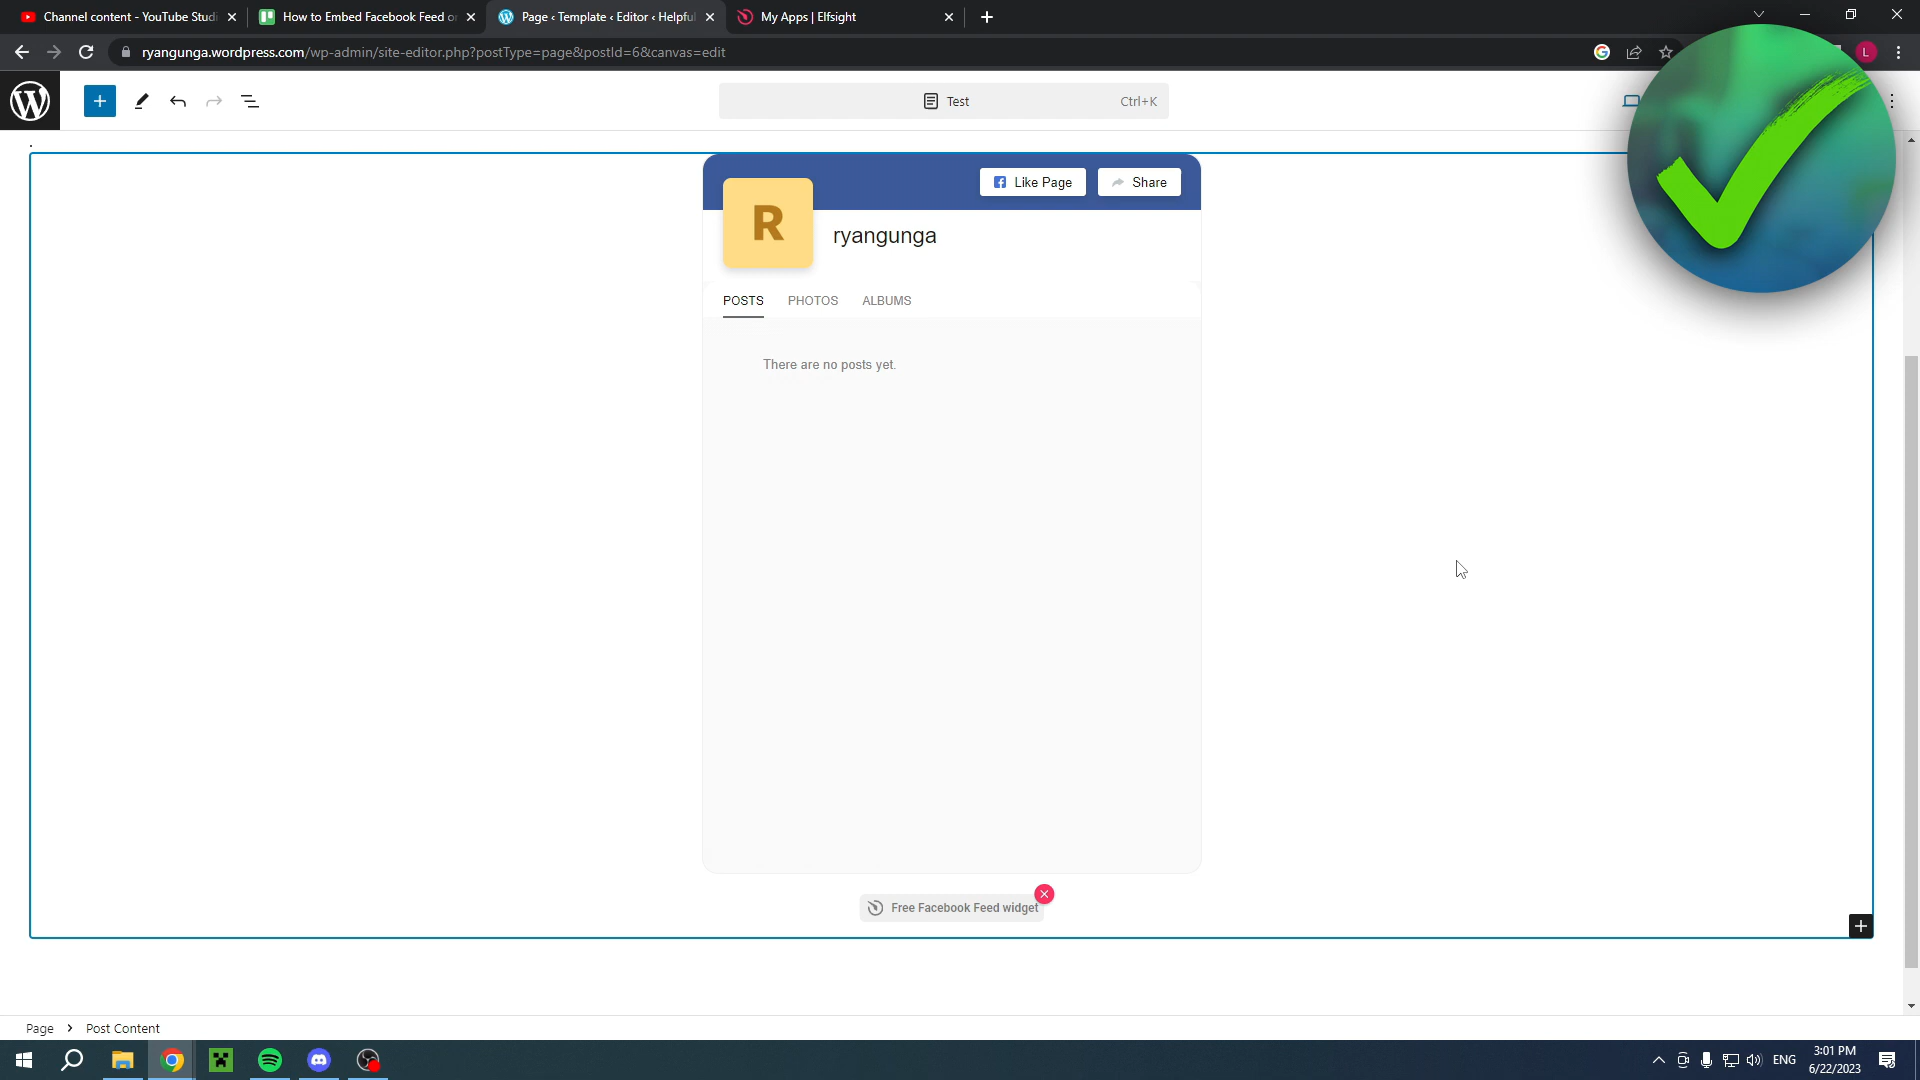 Channel content - YouTube Studi
How to Embed Facebook Feed or
Page ‹ Template ‹ Editor ‹ Helpful
My Apps | Elfsight
ryangunga.wordpress.com/wp-admin/site-editor.php?postType=page&postId=6&canvas=edit
L
Test
Ctrl+K
Like Page
Share
R
ryangunga
POSTS
PHOTOS
ALBUMS
There are no posts yet.
Free Facebook Feed widget
Page
Post Content
ENG
3:01 PM
6/22/2023